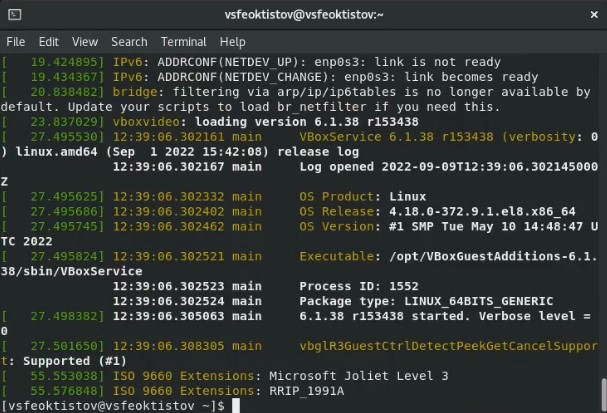 vsfeoktistov@vsfeoktistov:~
File Edit View Search Terminal Help
[   19.424895] IPv6: ADDRCONF(NETDEV_UP): enp0s3: link is not ready
[   19.434367] IPv6: ADDRCONF(NETDEV_CHANGE): enp0s3: link becomes ready
[   20.838482] bridge: filtering via arp/ip/ip6tables is no longer available by
default. Update your scripts to load br_netfilter if you need this.
[   23.837029] vboxvideo: loading version 6.1.38 r153438
[   27.495530] 12:39:06.302161 main     VBoxService 6.1.38 r153438 (verbosity: 0
) linux.amd64 (Sep  1 2022 15:42:08) release log
               12:39:06.302167 main     Log opened 2022-09-09T12:39:06.302145000
Z
[   27.495625] 12:39:06.302332 main     OS Product: Linux
[   27.495686] 12:39:06.302402 main     OS Release: 4.18.0-372.9.1.el8.x86_64
[   27.495745] 12:39:06.302462 main     OS Version: #1 SMP Tue May 10 14:48:47 U
TC 2022
[   27.495824] 12:39:06.302521 main     Executable: /opt/VBoxGuestAdditions-6.1.
38/sbin/VBoxService
               12:39:06.302523 main     Process ID: 1552
               12:39:06.302524 main     Package type: LINUX_64BITS_GENERIC
[   27.498382] 12:39:06.305063 main     6.1.38 r153438 started. Verbose level =
0
[   27.501650] 12:39:06.308305 main     vbglR3GuestCtrlDetectPeekGetCancelSuppor
t: Supported (#1)
[   55.553038] ISO 9660 Extensions: Microsoft Joliet Level 3
[   55.576848] ISO 9660 Extensions: RRIP_1991A
[vsfeoktistov@vsfeoktistov ~]$